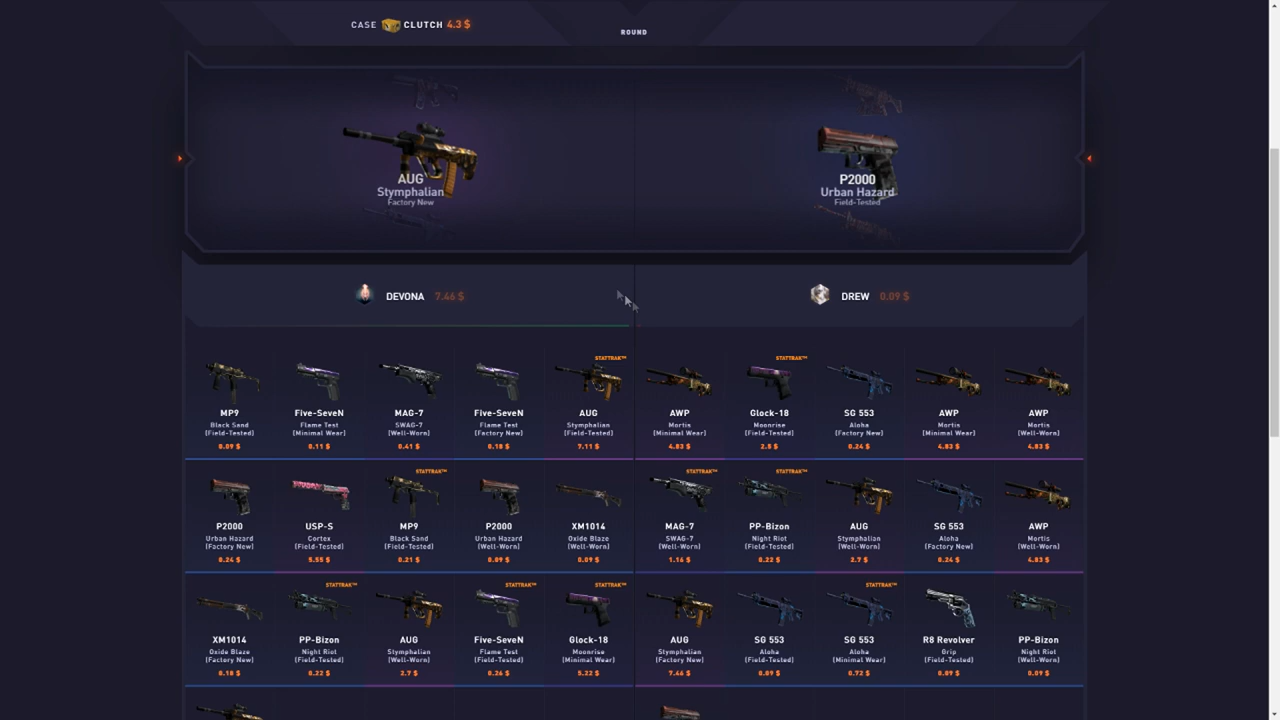 CASE CLUTCH 4.3 $
ROUND
AUG
Stymphalian
Factory New
P2000
Urban Hazard
Field-Tested
DEVONA 7.46 $
DREW 0.09 $
MP9
Black Sand
(Field-Tested)
0.09 $
Five-SeveN
Flame Test
(Minimal Wear)
0.11 $
MAG-7
SWAG-7
(Well-Worn)
0.41 $
Five-SeveN
Flame Test
(Factory New)
0.18 $
STATTRAK™
AUG
Stymphalian
(Field-Tested)
7.11 $
AWP
Mortis
(Minimal Wear)
4.83 $
STATTRAK™
Glock-18
Moonrise
(Field-Tested)
2.5 $
SG 553
Aloha
(Factory New)
0.24 $
AWP
Mortis
(Minimal Wear)
4.83 $
AWP
Mortis
(Well-Worn)
4.83 $
P2000
Urban Hazard
(Factory New)
0.24 $
USP-S
Cortex
(Field-Tested)
5.55 $
STATTRAK™
MP9
Black Sand
(Field-Tested)
0.21 $
P2000
Urban Hazard
(Well-Worn)
0.09 $
XM1014
Oxide Blaze
(Well-Worn)
0.09 $
STATTRAK™
MAG-7
SWAG-7
(Well-Worn)
1.16 $
STATTRAK™
PP-Bizon
Night Riot
(Field-Tested)
0.22 $
AUG
Stymphalian
(Well-Worn)
2.7 $
SG 553
Aloha
(Factory New)
0.24 $
AWP
Mortis
(Well-Worn)
4.83 $
XM1014
Oxide Blaze
(Factory New)
0.18 $
STATTRAK™
PP-Bizon
Night Riot
(Field-Tested)
0.22 $
AUG
Stymphalian
(Well-Worn)
2.7 $
STATTRAK™
Five-SeveN
Flame Test
(Field-Tested)
0.26 $
STATTRAK™
Glock-18
Moonrise
(Minimal Wear)
5.22 $
AUG
Stymphalian
(Factory New)
7.46 $
SG 553
Aloha
(Field-Tested)
0.09 $
STATTRAK™
SG 553
Aloha
(Minimal Wear)
0.72 $
R8 Revolver
Grip
(Field-Tested)
0.09 $
PP-Bizon
Night Riot
(Well-Worn)
0.09 $